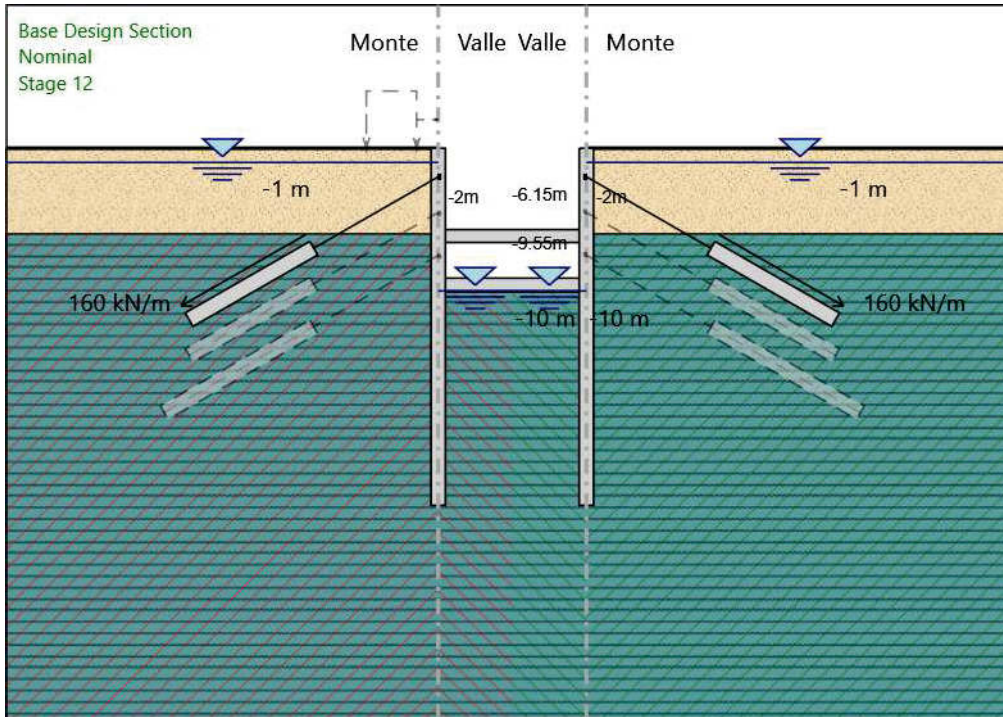 Base Design Section
Nominal
Stage 12
Monte
Valle
Valle
Monte
-1 m
-2m
-6.15m
-2m
-1 m
-9.55m
160 kN/m
-10 m
-10 m
160 kN/m